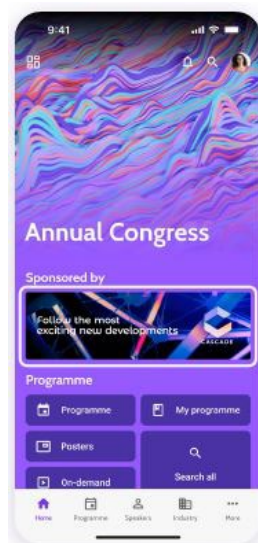 9:41
Annual Congress
Sponsored by
Follow the most
exciting new developments
CASCADE
Programme
Programme
My programme
Posters
Search all
On-demand
Home
Programme
Speakers
Industry
More